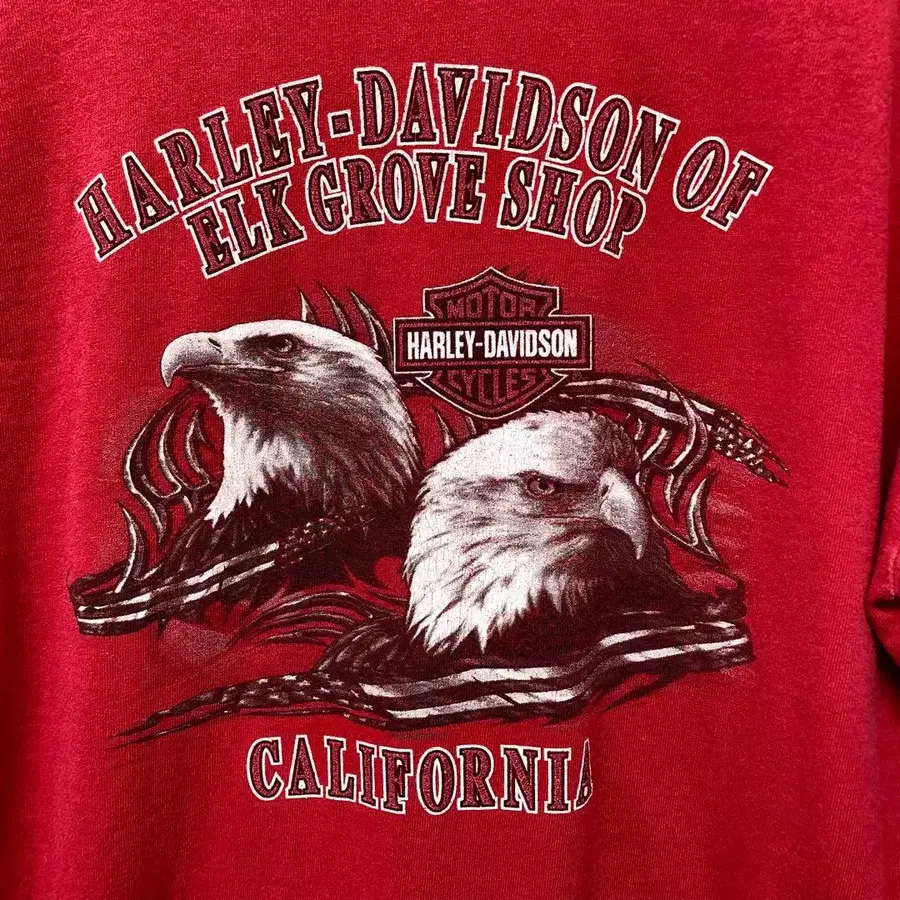 HARLEY-DAVIDSON OF
ELK GROVE SHOP
MOTOR
HARLEY-DAVIDSON
CYCLES
CALIFORNIA